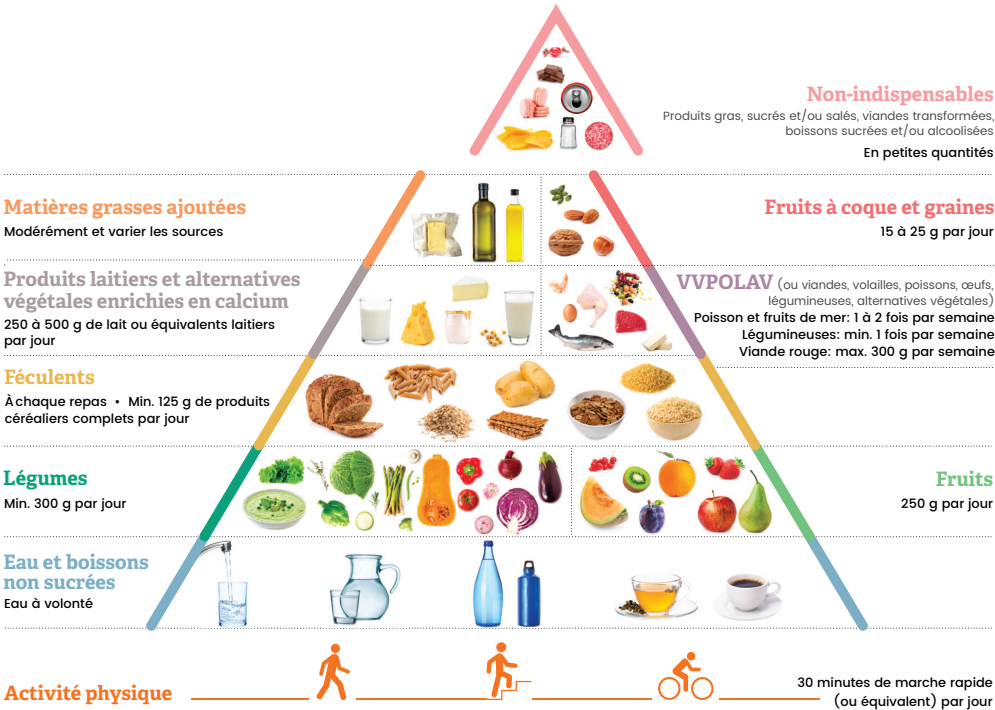 Non-indispensables
Produits gras, sucrés et/ou salés, viandes transformées,
boissons sucrées et/ou alcoolisées
En petites quantités
Matières grasses ajoutées
Modérément et varier les sources
Fruits à coque et graines
15 à 25 g par jour
Produits laitiers et alternatives
végétales enrichies en calcium
250 à 500 g de lait ou équivalents laitiers
par jour
VVPOLAV (ou viandes, volailles, poissons, œufs,
légumineuses, alternatives végétales)
Poisson et fruits de mer: 1 à 2 fois par semaine
Légumineuses: min. 1 fois par semaine
Viande rouge: max. 300 g par semaine
Féculents
À chaque repas • Min. 125 g de produits
céréaliers complets par jour
Légumes
Min. 300 g par jour
Fruits
250 g par jour
Eau et boissons
non sucrées
Eau à volonté
Activité physique
30 minutes de marche rapide
(ou équivalent) par jour